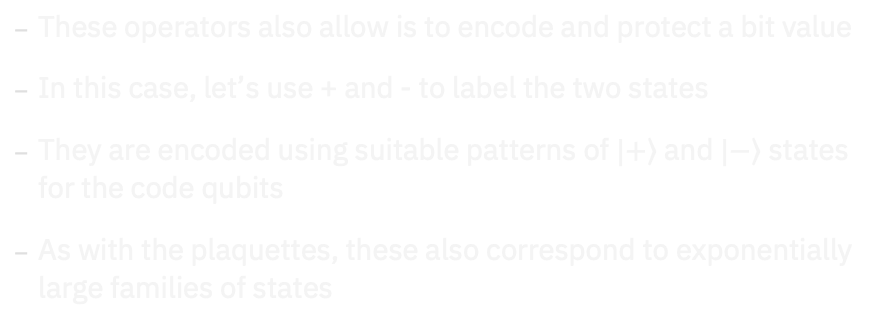 – These operators also allow is to encode and protect a bit value
– In this case, let's use + and - to label the two states
– They are encoded using suitable patterns of |+⟩ and |—⟩ states
for the code qubits
– As with the plaquettes, these also correspond to exponentially
large families of states